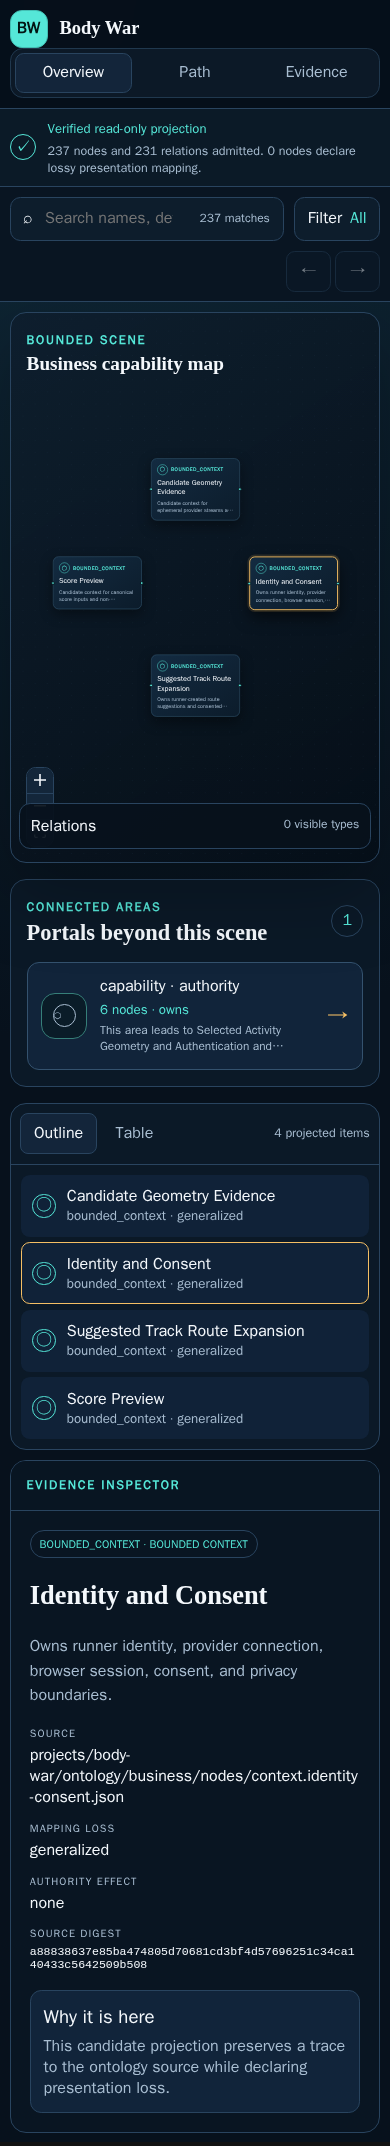 BW Body War
Overview Path Evidence
Verified read-only projection
237 nodes and 231 relations admitted. 0 nodes declare
lossy presentation mapping.
Search names, de 237 matches Filter All
← →
BOUNDED SCENE
Business capability map
BOUNDED_CONTEXT
Candidate Geometry
Evidence
Candidate context for
ephemeral provider streams a…
BOUNDED_CONTEXT
Score Preview
Candidate context for canonical
score inputs and non-…
BOUNDED_CONTEXT
Identity and Consent
Owns runner identity, provider
connection, browser session,…
BOUNDED_CONTEXT
Suggested Track Route
Expansion
Owns runner-created route
suggestions and consented…
+
Relations 0 visible types
CONNECTED AREAS
Portals beyond this scene
1
capability · authority
6 nodes · owns
This area leads to Selected Activity
Geometry and Authentication and…
→
Outline Table 4 projected items
Candidate Geometry Evidence
bounded_context · generalized
Identity and Consent
bounded_context · generalized
Suggested Track Route Expansion
bounded_context · generalized
Score Preview
bounded_context · generalized
EVIDENCE INSPECTOR
BOUNDED_CONTEXT · BOUNDED CONTEXT
Identity and Consent
Owns runner identity, provider connection,
browser session, consent, and privacy
boundaries.
SOURCE
projects/body-
war/ontology/business/nodes/context.identity
-consent.json
MAPPING LOSS
generalized
AUTHORITY EFFECT
none
SOURCE DIGEST
a88838637e85ba474805d70681cd3bf4d57696251c34ca1
40433c5642509b508
Why it is here
This candidate projection preserves a trace
to the ontology source while declaring
presentation loss.